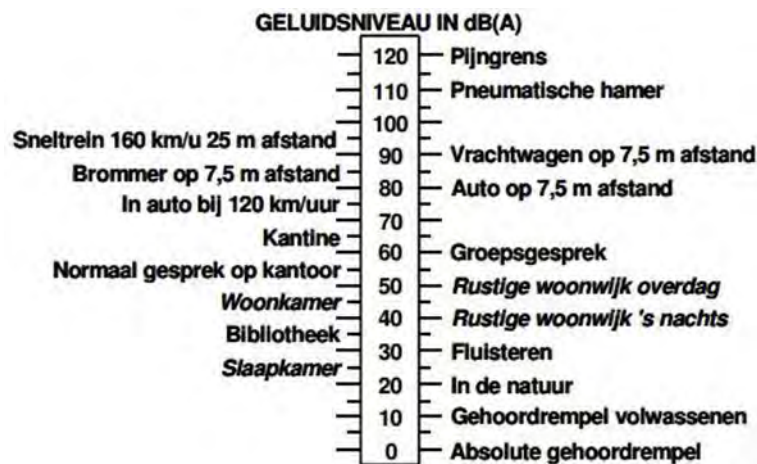 GELUIDSNIVEAU IN dB(A)
120 Pijngrens
110 Pneumatische hamer
100
Sneltrein 160 km/u 25 m afstand
90 Vrachtwagen op 7,5 m afstand
Brommer op 7,5 m afstand
80 Auto op 7,5 m afstand
In auto bij 120 km/uur
70
Kantine
60 Groepsgesprek
Normaal gesprek op kantoor
50 Rustige woonwijk overdag
Woonkamer
40 Rustige woonwijk 's nachts
Bibliotheek
30 Fluisteren
Slaapkamer
20 In de natuur
10 Gehoordrempel volwassenen
0 Absolute gehoordrempel